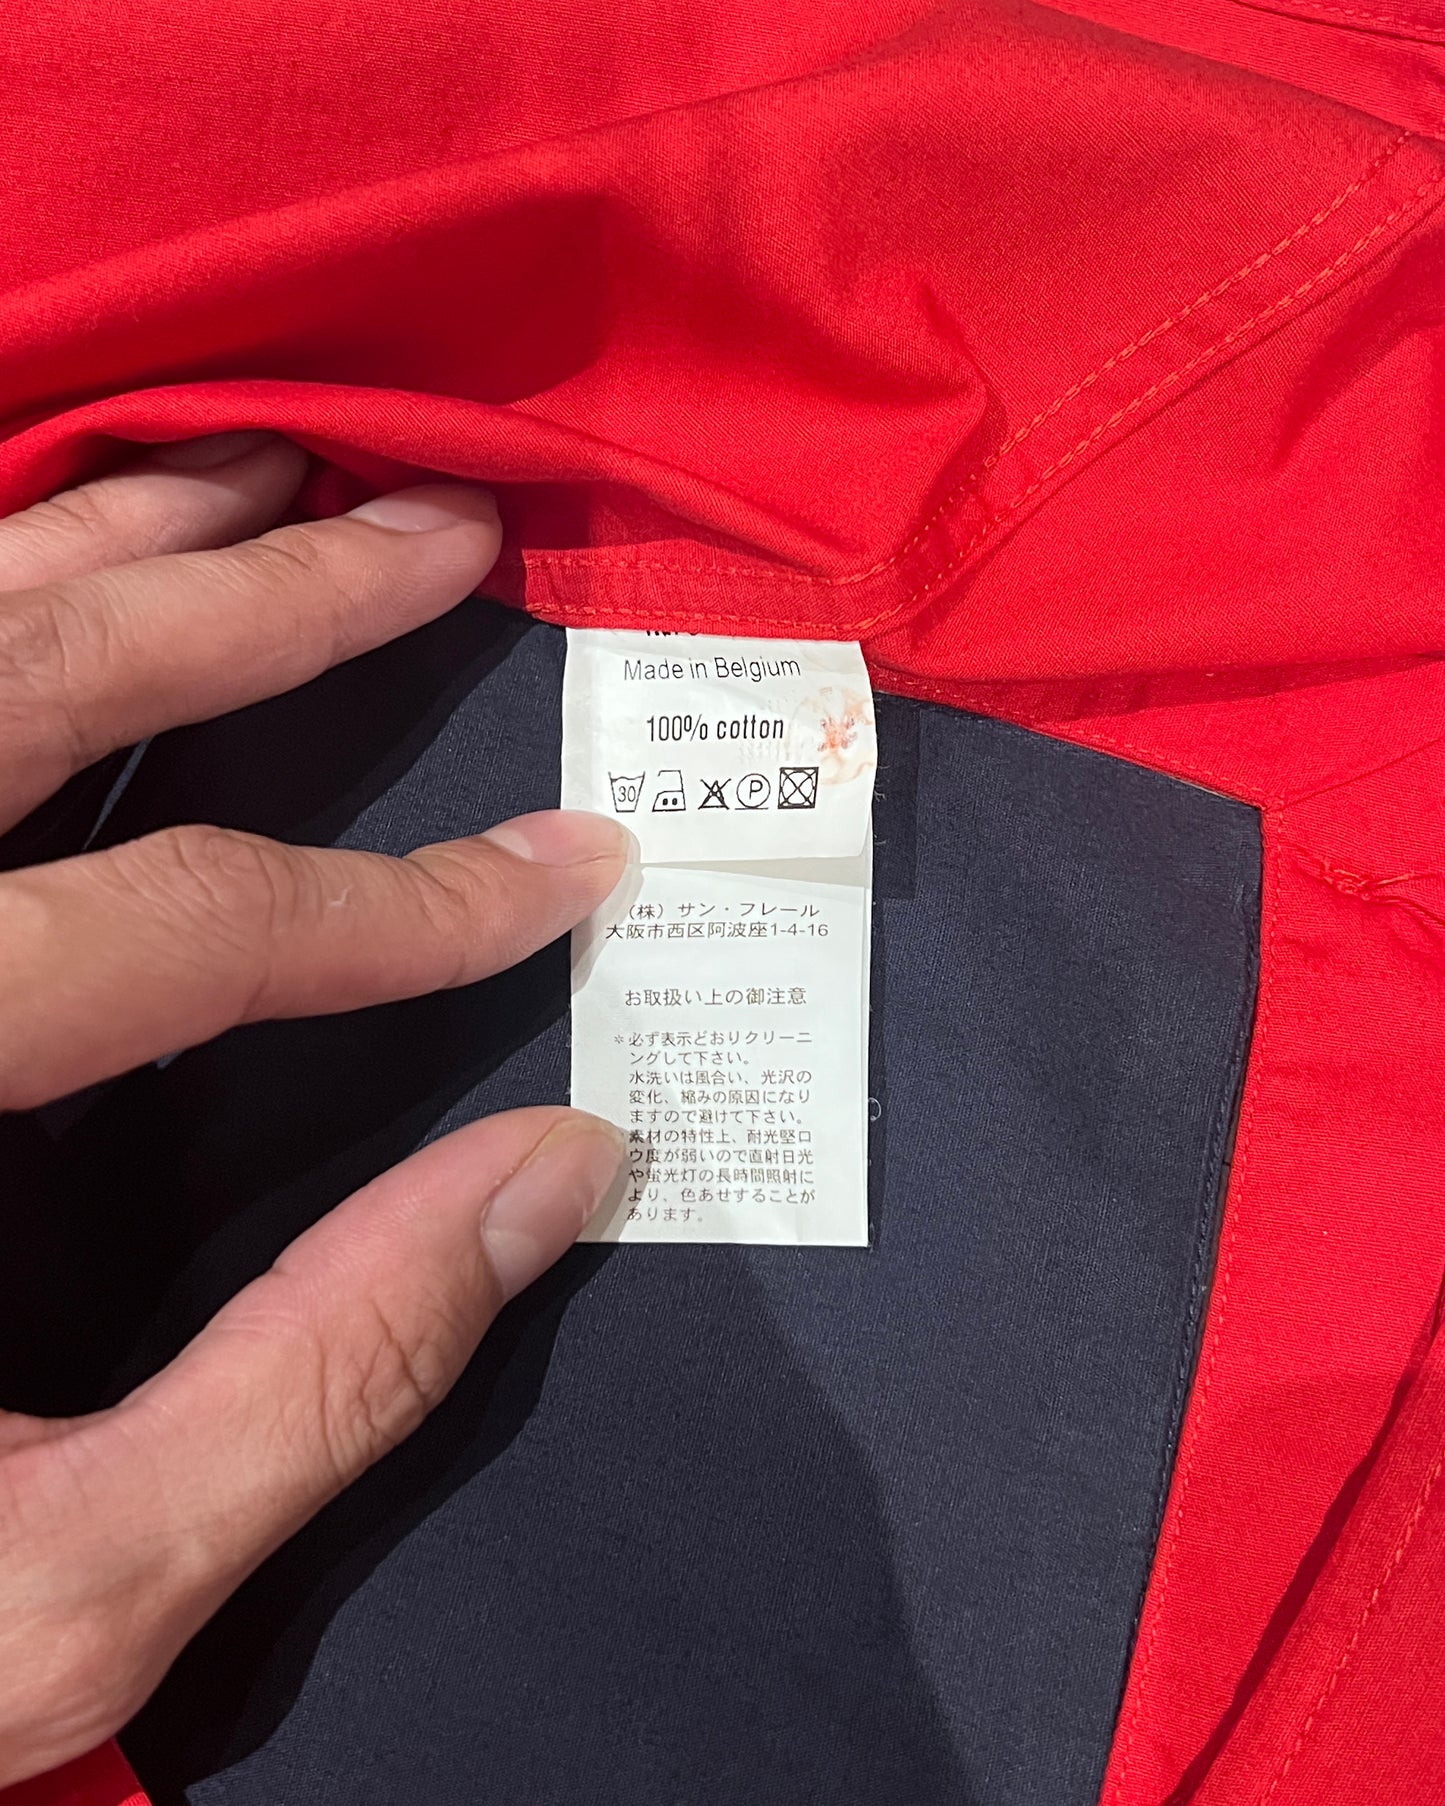 Made in Belgium
100% cotton
30 P
(株)サン・フレール
大阪市西区阿波座1-4-16
お取扱い上の御注意
*必ず表示どおりクリーニ
ングして下さい。
水洗いは風合い、光沢の
変化、縮みの原因になり
ますので避けて下さい。
素材の特性上、耐光堅ロ
ウ度が弱いので直射日光
や蛍光灯の長時間照射に
より、色あせすることが
あります。